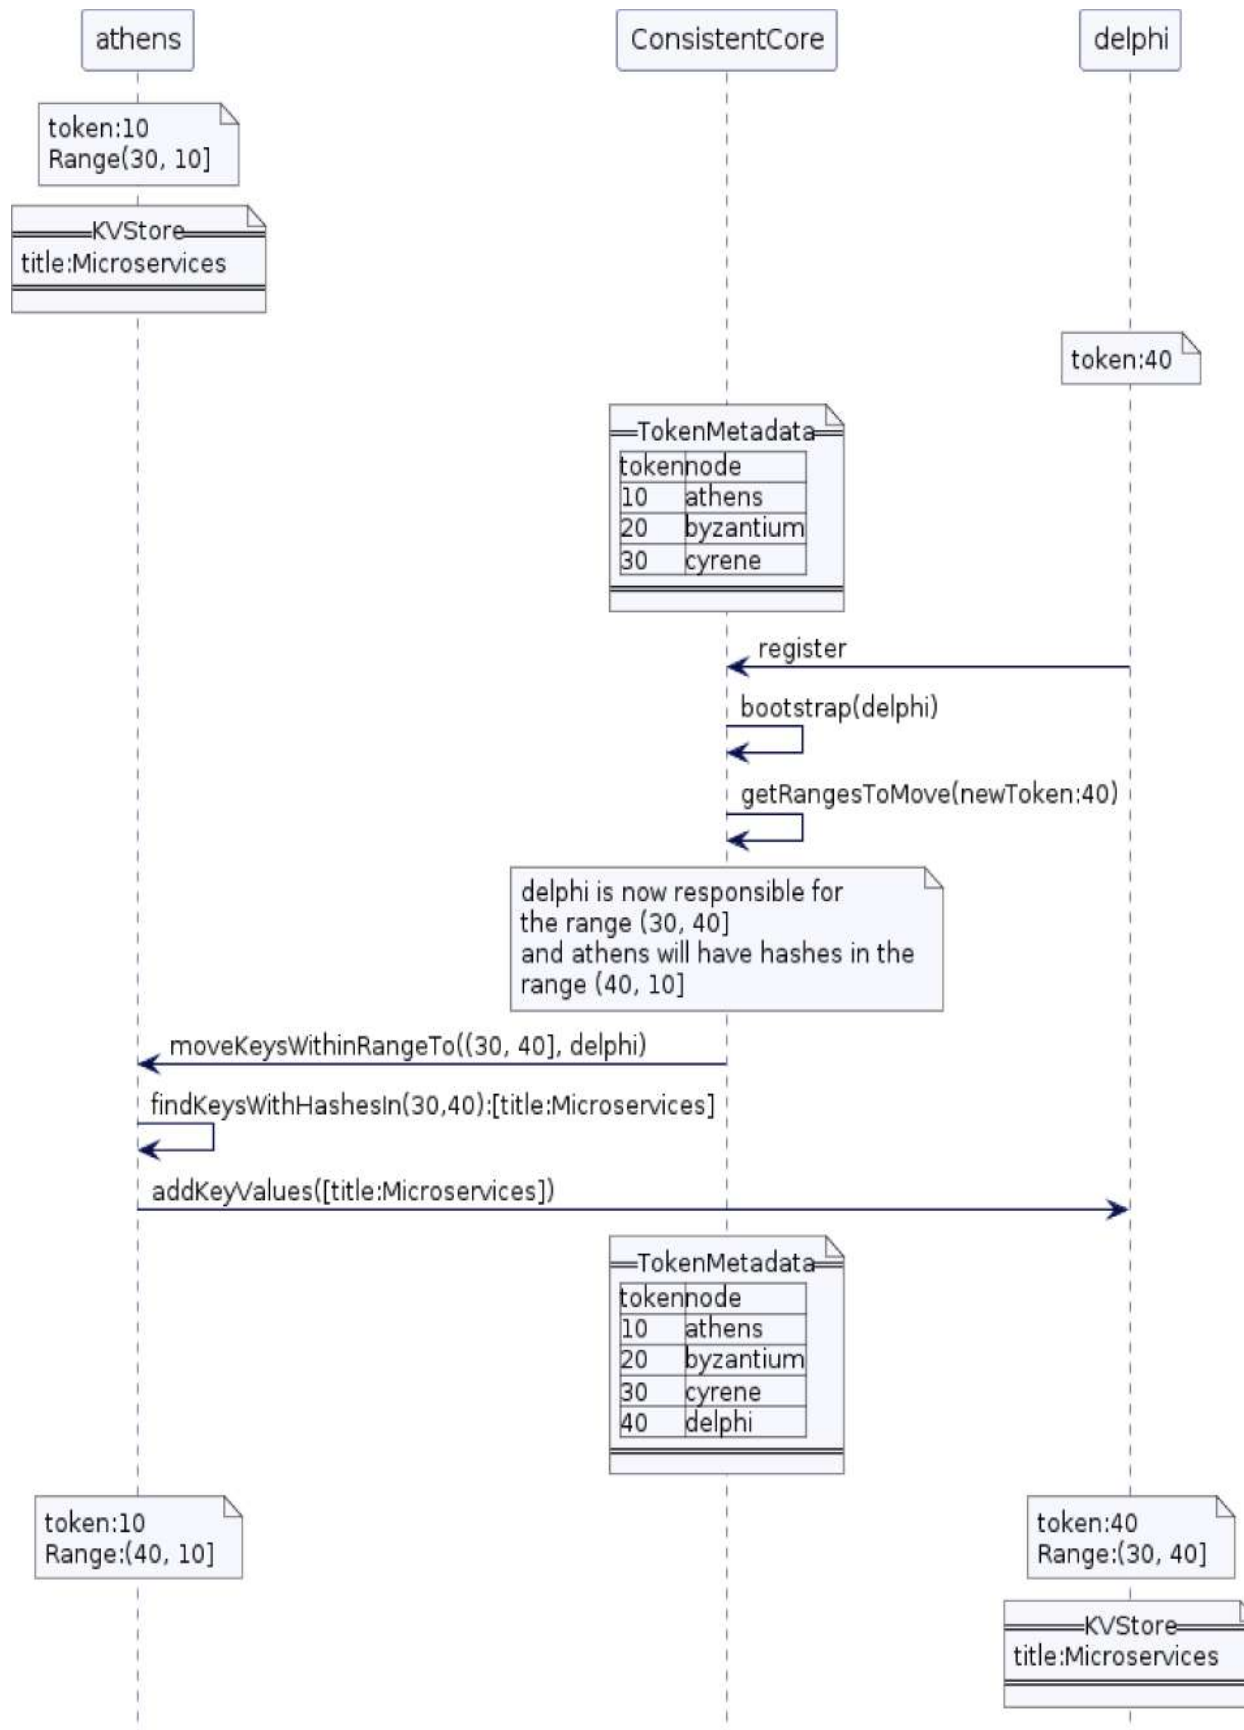 athens
ConsistentCore
delphi
token:10
Range(30, 10]
KVStore
title:Microservices
token:40
TokenMetadata
token node
10 athens
20 byzantium
30 cyrene
register
bootstrap(delphi)
getRangesToMove(newToken:40)
delphi is now responsible for
the range (30, 40]
and athens will have hashes in the
range (40, 10]
moveKeysWithinRangeTo((30, 40], delphi)
findKeysWithHashesIn(30,40):[title:Microservices]
addKeyValues([title:Microservices])
TokenMetadata
token node
10 athens
20 byzantium
30 cyrene
40 delphi
token:10
Range:(40, 10]
token:40
Range:(30, 40]
KVStore
title:Microservices